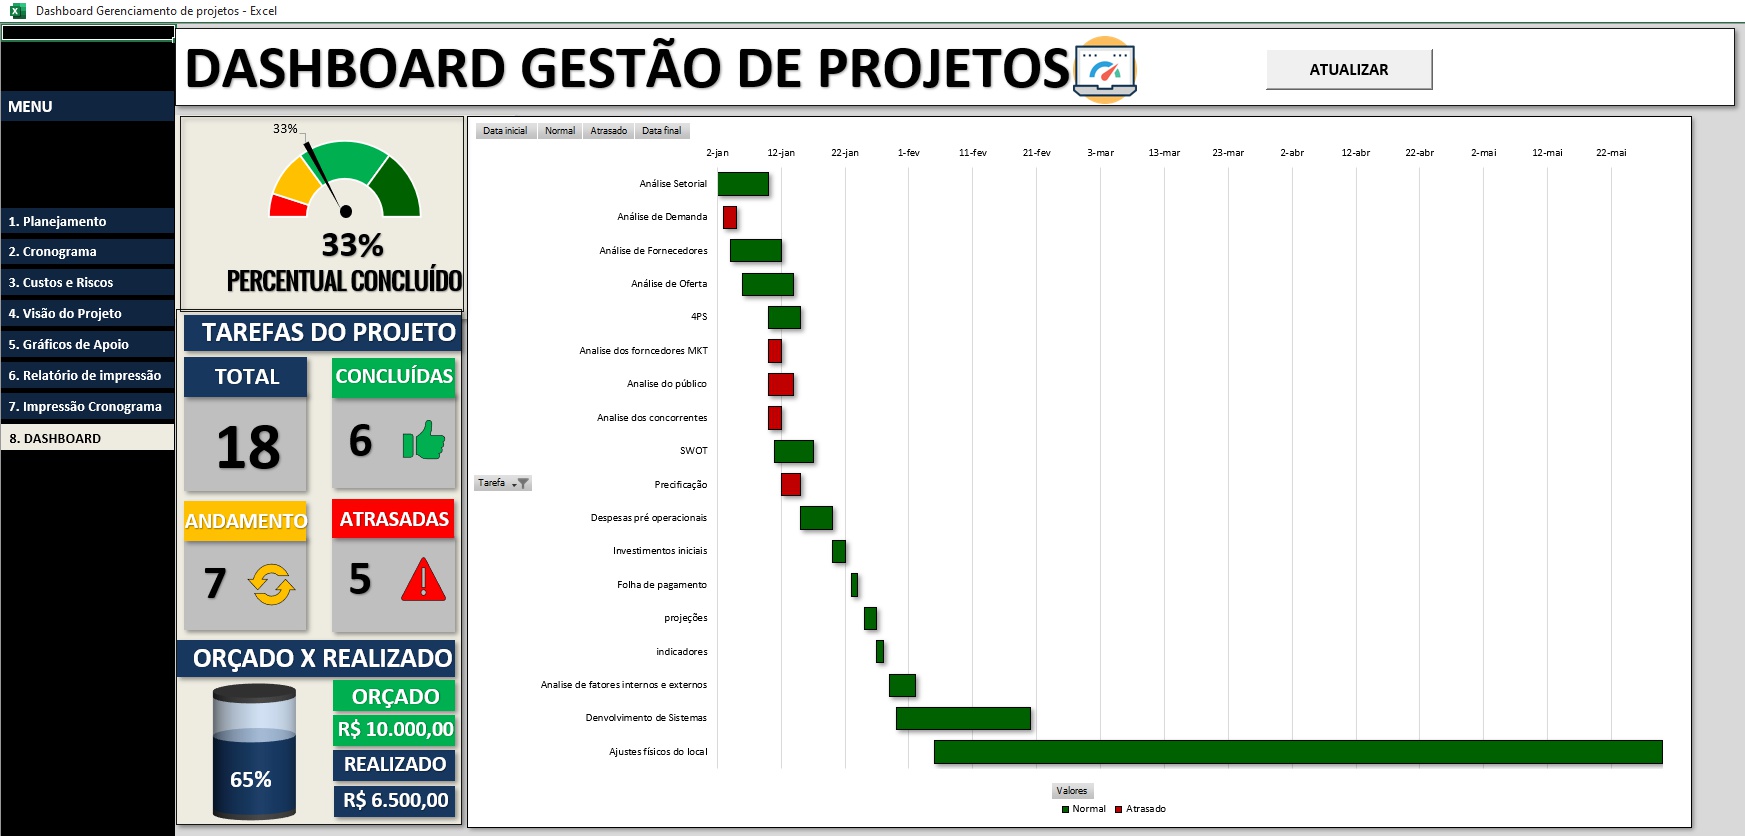 Dashboard Gerenciamento de projetos - Excel
DASHBOARD GESTÃO DE PROJETOS
ATUALIZAR
MENU
1. Planejamento
2. Cronograma
3. Custos e Riscos
4. Visão do Projeto
5. Gráficos de Apoio
6. Relatório de impressão
7. Impressão Cronograma
8. DASHBOARD
33%
33%
PERCENTUAL CONCLUÍDO
TAREFAS DO PROJETO
TOTAL
CONCLUÍDAS
18
6
ANDAMENTO
ATRASADAS
7
5
ORÇADO X REALIZADO
65%
ORÇADO
R$ 10.000,00
REALIZADO
R$ 6.500,00
Data inicial Normal Atrasado Data final
2-jan 12-jan 22-jan 1-fev 11-fev 21-fev 3-mar 13-mar 23-mar 2-abr 12-abr 22-abr 2-mai 12-mai 22-mai
Análise Setorial
Análise de Demanda
Análise de Fornecedores
Análise de Oferta
4PS
Analise dos forncedores MKT
Analise do público
Analise dos concorrentes
SWOT
Tarefa
Precificação
Despesas pré operacionais
Investimentos iniciais
Folha de pagamento
projeções
indicadores
Analise de fatores internos e externos
Denvolvimento de Sistemas
Ajustes físicos do local
Valores
Normal Atrasado